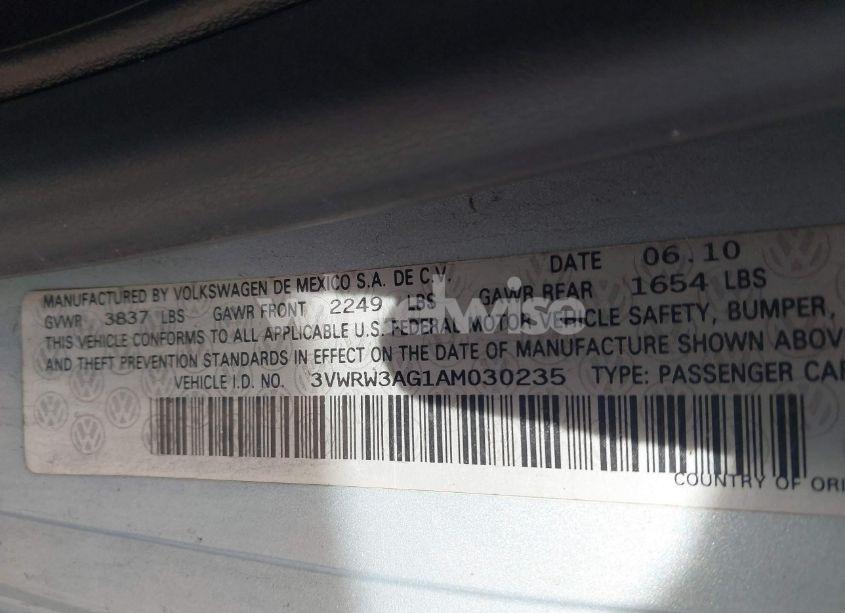 MANUFACTURED BY VOLKSWAGEN DE MEXICO S.A. DE C.V. DATE 06.10
GVWR 3837 LBS GAWR FRONT 2249 LBS GAWR REAR 1654 LBS
THIS VEHICLE CONFORMS TO ALL APPLICABLE U.S. FEDERAL MOTOR VEHICLE SAFETY, BUMPER,
AND THEFT PREVENTION STANDARDS IN EFFECT ON THE DATE OF MANUFACTURE SHOWN ABOV
VEHICLE I.D. NO. 3VWRW3AG1AM030235 TYPE: PASSENGER CAR
COUNTRY OF ORI